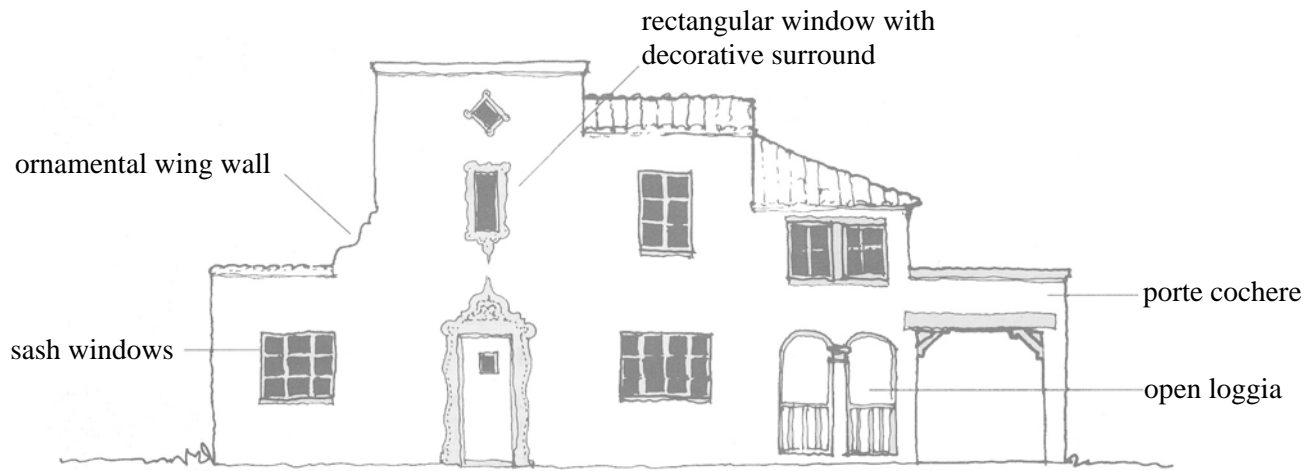 rectangular window with
decorative surround
ornamental wing wall
porte cochere
sash windows
open loggia